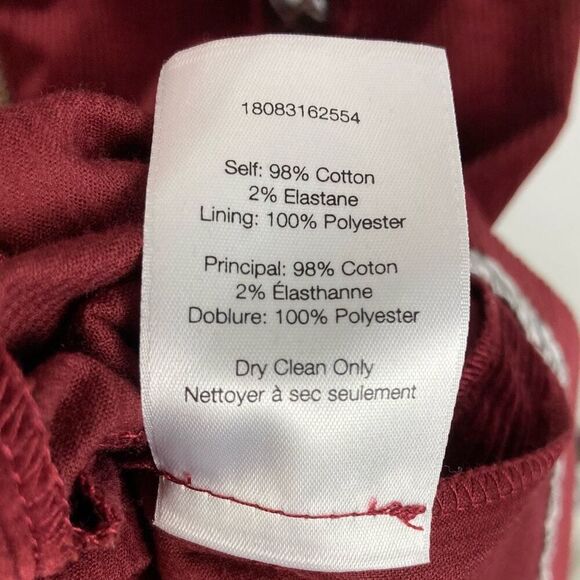 18083162554
Self: 98% Cotton
2% Elastane
Lining: 100% Polyester
Principal: 98% Coton
2% Élasthanne
Doblure: 100% Polyester
Dry Clean Only
Nettoyer à sec seulement